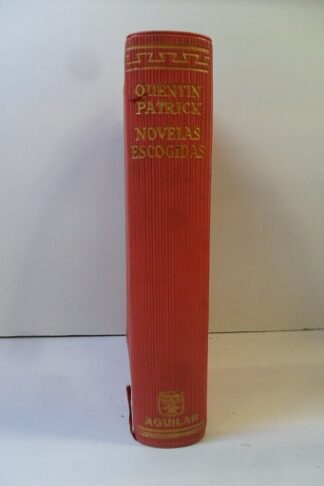 QUENTIN
PATRICK
NOVELAS
ESCOGIDAS
AGUILAR